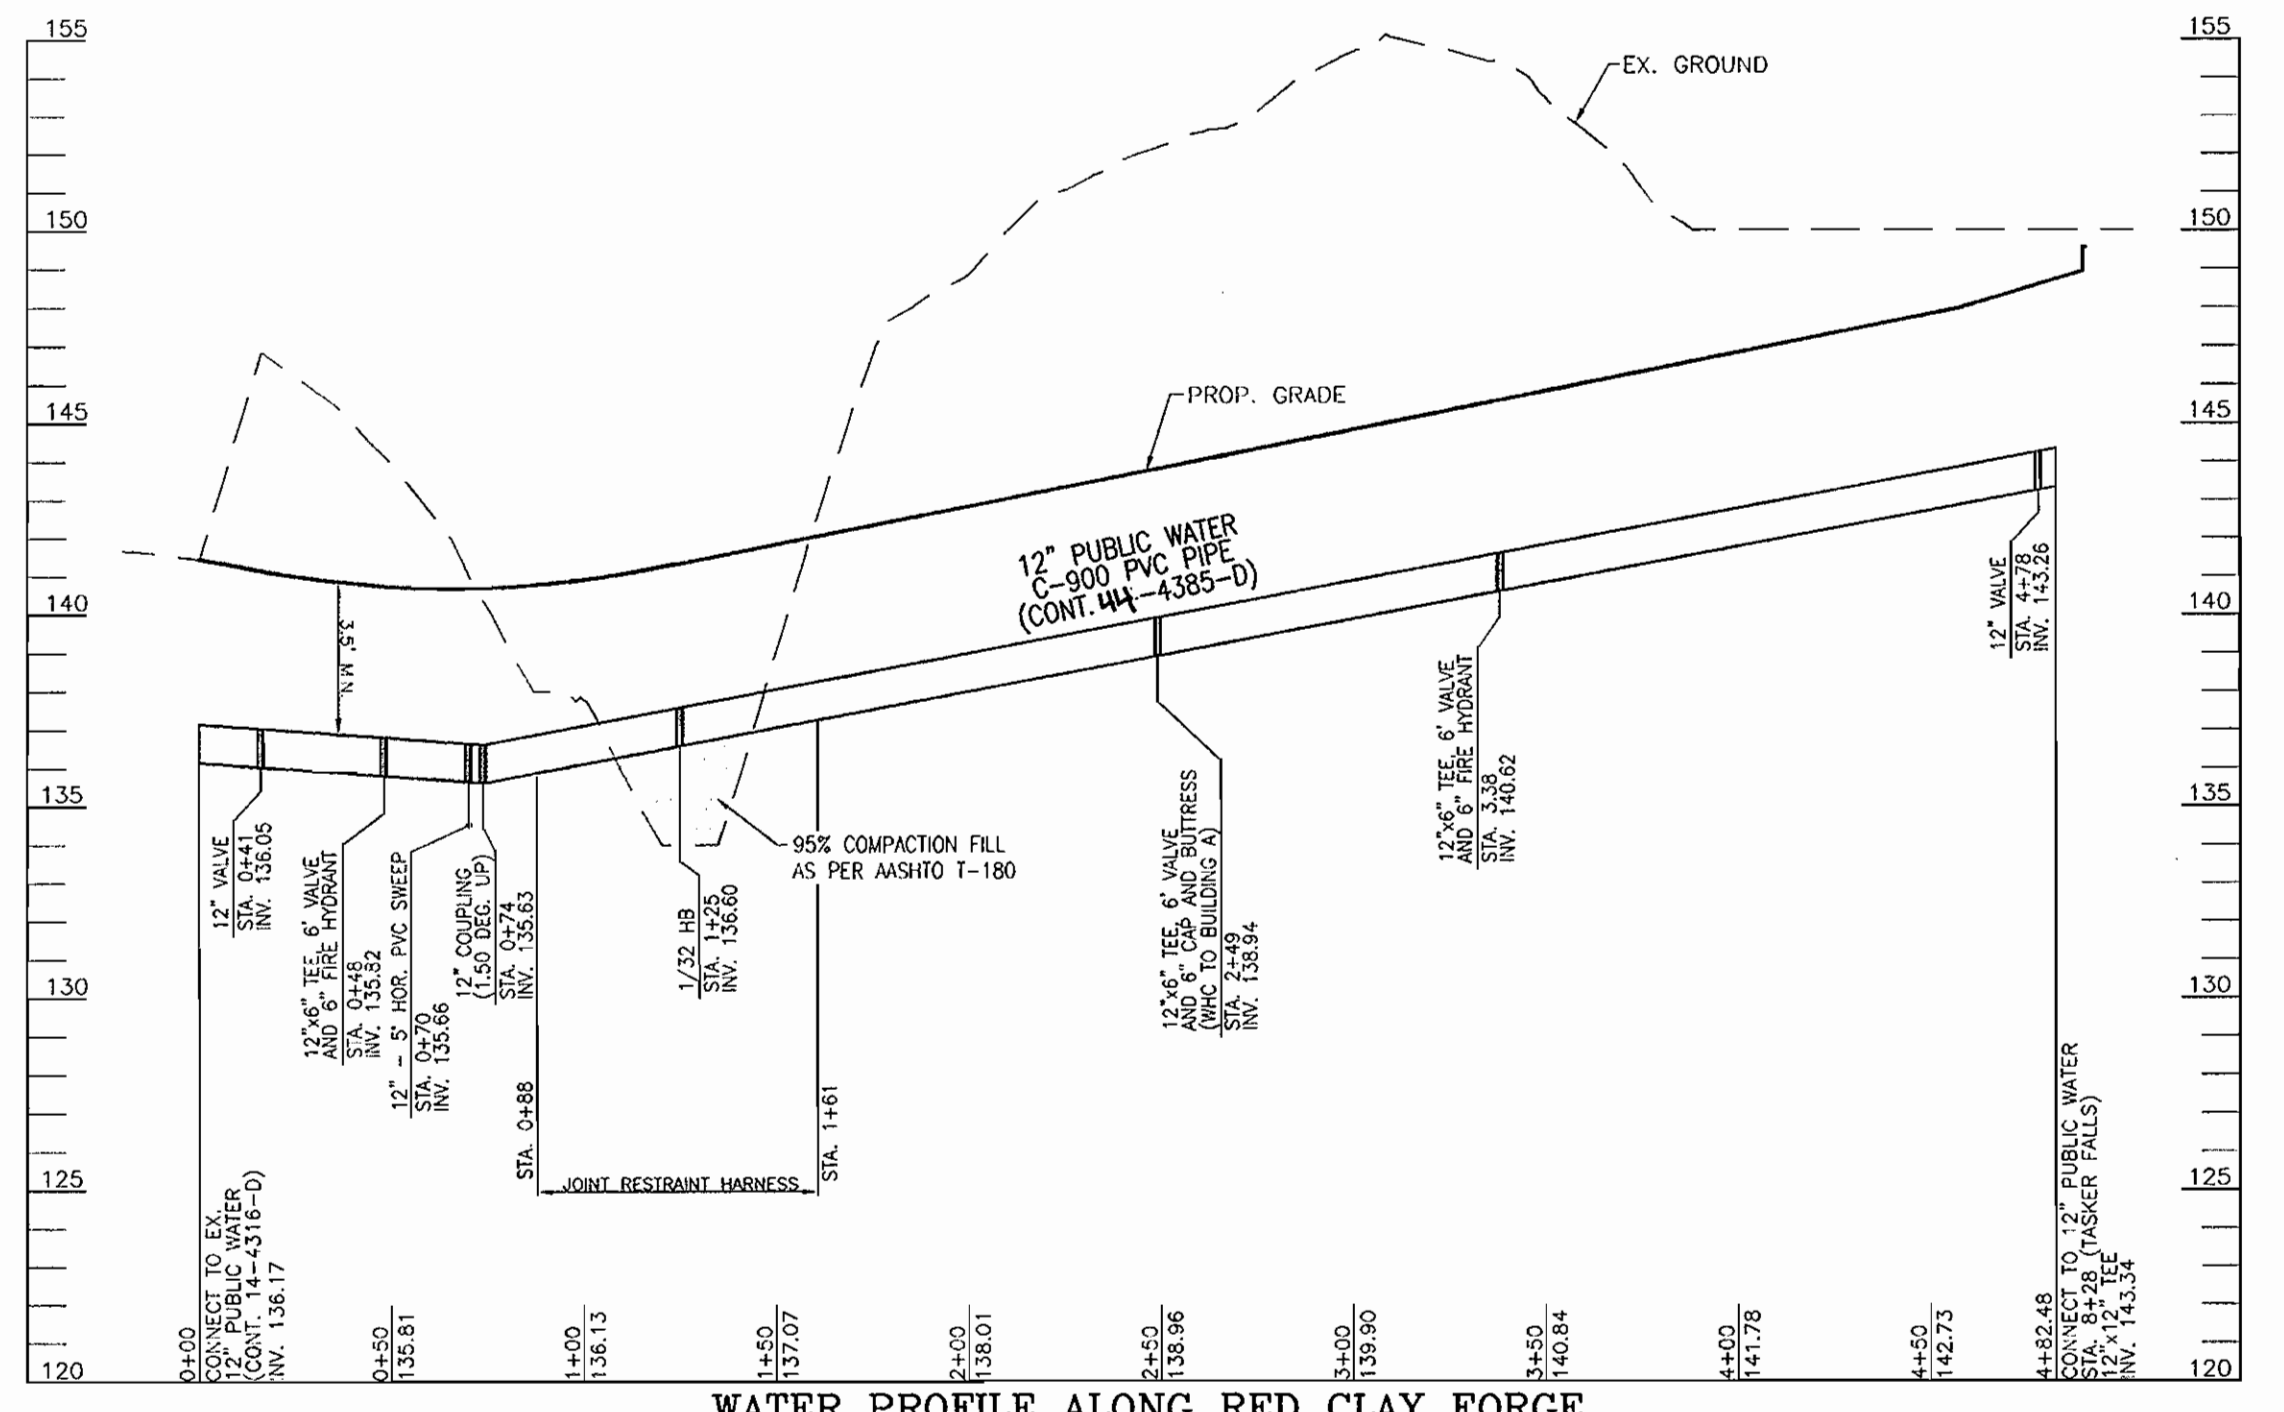 155
150
145
140
135
130
125
120
155
150
145
140
135
130
125
120
EX. GROUND
PROP. GRADE
12" PUBLIC WATER
C-900 PVC PIPE
(CONT. 44-4385-D)
3.5' MIN.
95% COMPACTION FILL
AS PER AASHTO T-180
12" VALVE
STA. 0+41
INV. 136.05
12"x6" TEE, 6' VALVE
AND 6" FIRE HYDRANT
STA. 0+48
INV. 135.82
12" - 5° HOR. PVC SWEEP
STA. 0+70
INV. 135.66
12" COUPLING
(1.50 DEG. UP)
STA. 0+74
INV. 135.63
1/32 HB
STA. 1+25
INV. 136.60
STA. 0+88
JOINT RESTRAINT HARNESS
STA. 1+61
12"x6" TEE, 6' VALVE
AND 6" CAP AND BUTTRESS
(WHC TO BUILDING A)
STA. 2+49
INV. 138.94
12"x6" TEE, 6' VALVE
AND 6" FIRE HYDRANT
STA. 3.38
INV. 140.62
12" VALVE
STA. 4+78
INV. 143.26
0+00
CONNECT TO EX.
12" PUBLIC WATER
(CONT. 14-4316-D)
INV. 136.17
0+50
135.81
1+00
136.13
1+50
137.07
2+00
138.01
2+50
138.96
3+00
139.90
3+50
140.84
4+00
141.78
4+50
142.73
4+82.48
CONNECT TO 12" PUBLIC WATER
STA. 8+28 (TASKER FALLS)
12"x12" TEE
INV. 143.34
WATER PROFILE ALONG RED CLAY FORGE